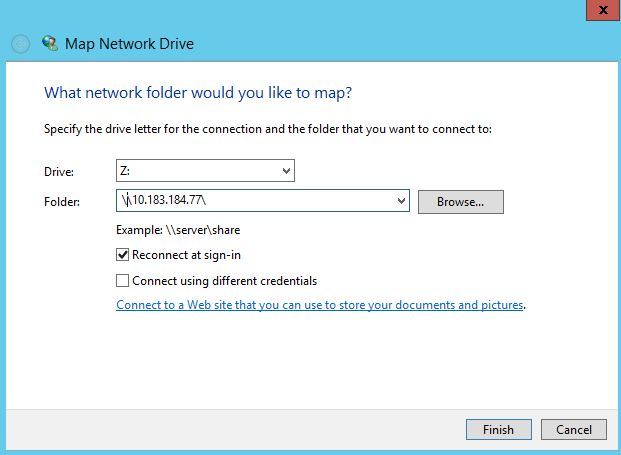 x
Map Network Drive
What network folder would you like to map?
Specify the drive letter for the connection and the folder that you want to connect to:
Drive: Z:
Folder: \\10.183.184.77\ Browse...
Example: \\server\share
Reconnect at sign-in
Connect using different credentials
Connect to a Web site that you can use to store your documents and pictures.
Finish Cancel